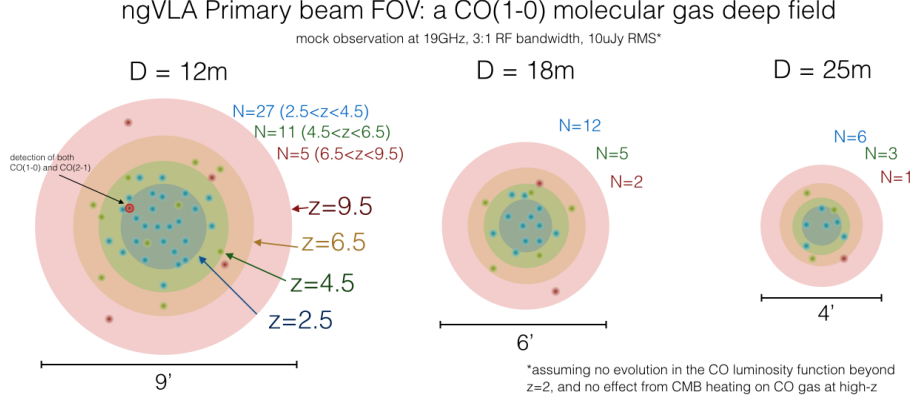 ngVLA Primary beam FOV: a CO(1-0) molecular gas deep field
mock observation at 19GHz, 3:1 RF bandwidth, 10uJy RMS*
D = 12m
D = 18m
D = 25m
N=27 (2.5<z<4.5)
N=11 (4.5<z<6.5)
N=5 (6.5<z<9.5)
detection of both
CO(1-0) and CO(2-1)
z=9.5
z=6.5
z=4.5
z=2.5
9'
N=12
N=5
N=2
6'
N=6
N=3
N=1
4'
*assuming no evolution in the CO luminosity function beyond
z=2, and no effect from CMB heating on CO gas at high-z